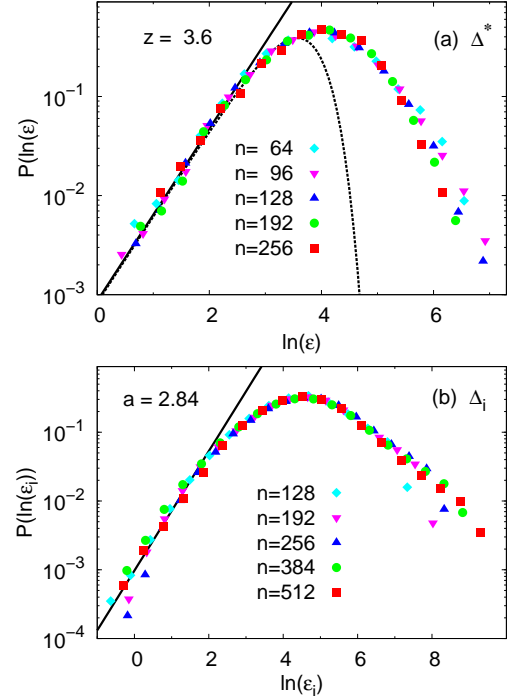 z = 3.6
(a) Δ*
P(ln(ε)
10⁻¹
10⁻²
10⁻³
n= 64
n= 96
n=128
n=192
n=256
0 2 4 6
ln(ε)
a = 2.84
(b) Δᵢ
P(ln(εᵢ))
10⁻¹
10⁻²
10⁻³
10⁻⁴
n=128
n=192
n=256
n=384
n=512
0 2 4 6 8
ln(εᵢ)